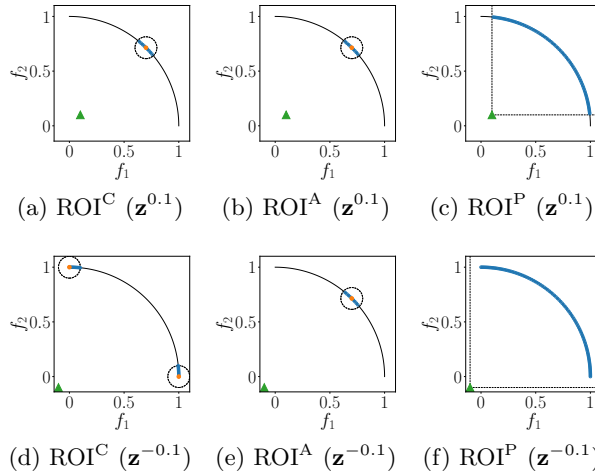 1
0.5
0
f₂
0 0.5 1
f₁
(a) ROI^C (z^0.1)
1
0.5
0
f₂
0 0.5 1
f₁
(b) ROI^A (z^0.1)
1
0.5
0
f₂
0 0.5 1
f₁
(c) ROI^P (z^0.1)
1
0.5
0
f₂
0 0.5 1
f₁
(d) ROI^C (z^−0.1)
1
0.5
0
f₂
0 0.5 1
f₁
(e) ROI^A (z^−0.1)
1
0.5
0
f₂
0 0.5 1
f₁
(f) ROI^P (z^−0.1)